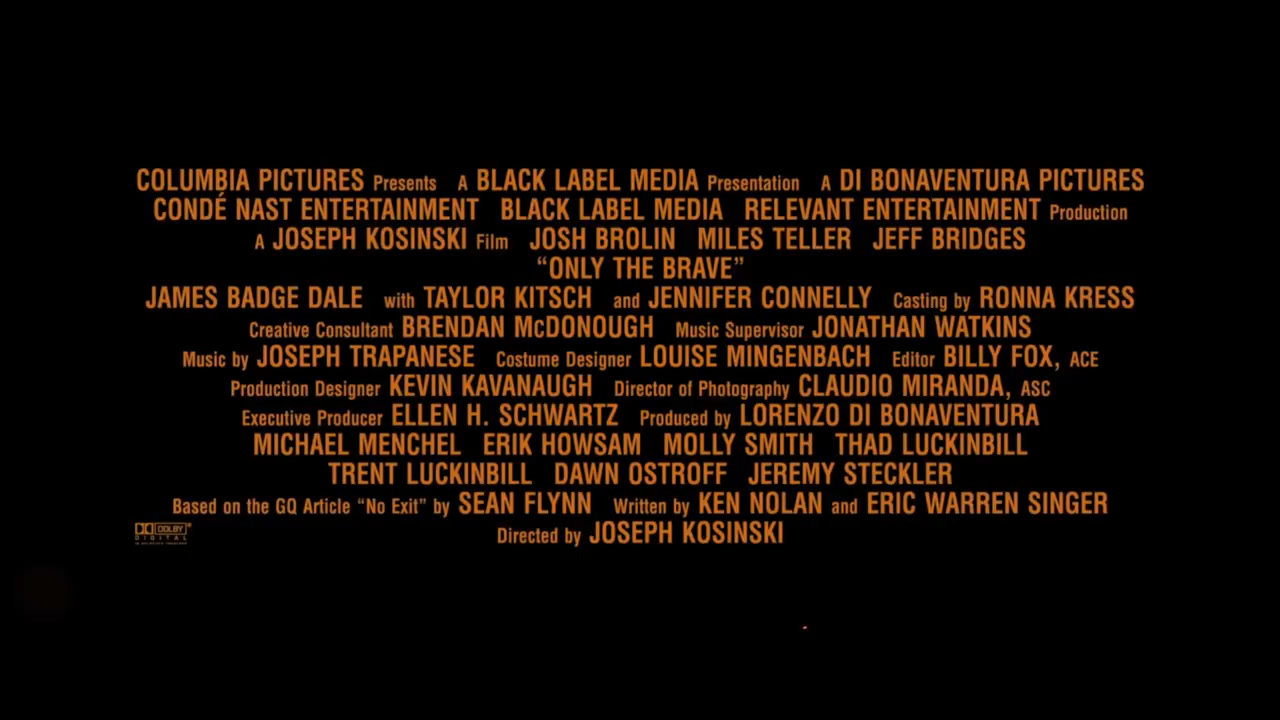 COLUMBIA PICTURES Presents A BLACK LABEL MEDIA Presentation A DI BONAVENTURA PICTURES
CONDÉ NAST ENTERTAINMENT BLACK LABEL MEDIA RELEVANT ENTERTAINMENT Production
A JOSEPH KOSINSKI Film JOSH BROLIN MILES TELLER JEFF BRIDGES
“ONLY THE BRAVE”
JAMES BADGE DALE with TAYLOR KITSCH and JENNIFER CONNELLY Casting by RONNA KRESS
Creative Consultant BRENDAN McDONOUGH Music Supervisor JONATHAN WATKINS
Music by JOSEPH TRAPANESE Costume Designer LOUISE MINGENBACH Editor BILLY FOX, ACE
Production Designer KEVIN KAVANAUGH Director of Photography CLAUDIO MIRANDA, ASC
Executive Producer ELLEN H. SCHWARTZ Produced by LORENZO DI BONAVENTURA
MICHAEL MENCHEL ERIK HOWSAM MOLLY SMITH THAD LUCKINBILL
TRENT LUCKINBILL DAWN OSTROFF JEREMY STECKLER
Based on the GQ Article “No Exit” by SEAN FLYNN Written by KEN NOLAN and ERIC WARREN SINGER
Directed by JOSEPH KOSINSKI
DOLBY
DIGITAL